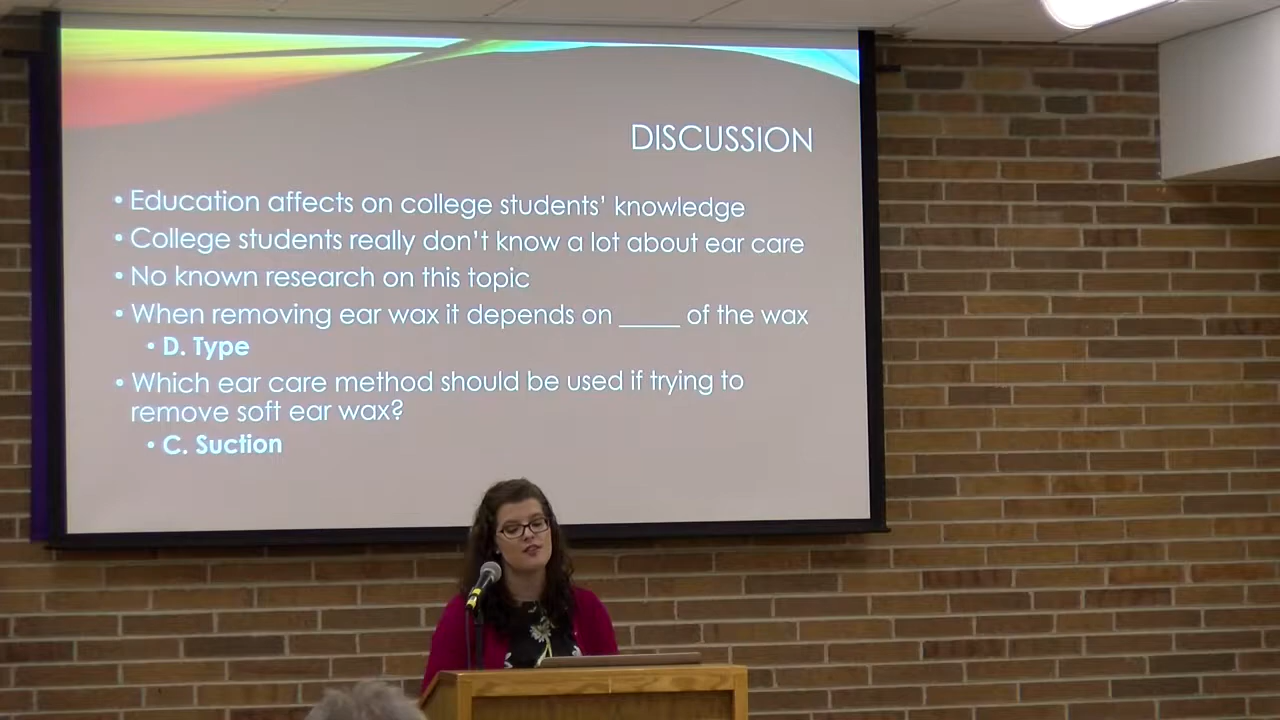 DISCUSSION
• Education affects on college students’ knowledge
• College students really don’t know a lot about ear care
• No known research on this topic
• When removing ear wax it depends on _____ of the wax
• D. Type
• Which ear care method should be used if trying to
remove soft ear wax?
• C. Suction